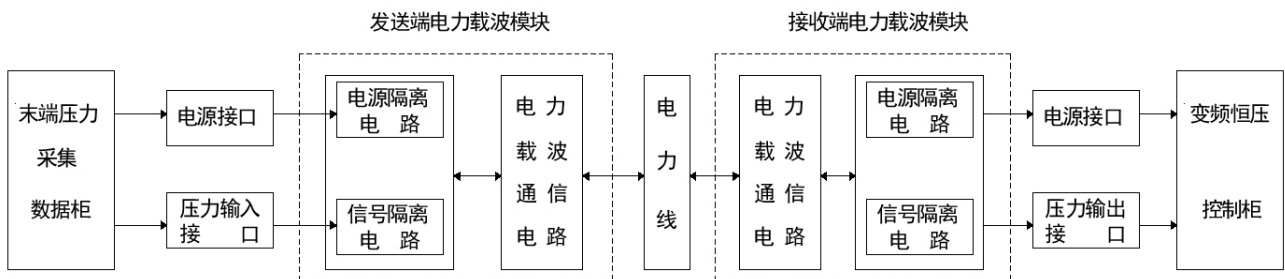 发送端电力载波模块
接收端电力载波模块
末端压力
采集
数据柜
电源接口
压力输入
接 口
电源隔离
电 路
信号隔离
电 路
电 力
载 波
通 信
电 路
电
力
线
电 力
载 波
通 信
电 路
电源隔离
电 路
信号隔离
电 路
电源接口
压力输出
接 口
变频恒压
控制柜